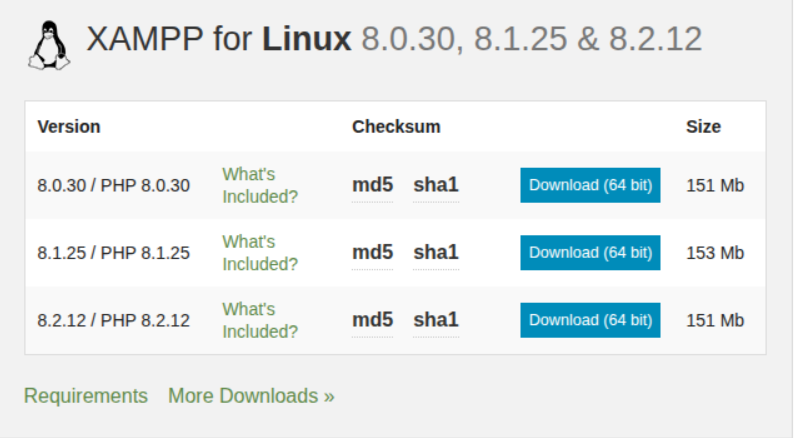 XAMPP for Linux 8.0.30, 8.1.25 & 8.2.12
Version Checksum Size
8.0.30 / PHP 8.0.30 What's Included? md5 sha1 Download (64 bit) 151 Mb
8.1.25 / PHP 8.1.25 What's Included? md5 sha1 Download (64 bit) 153 Mb
8.2.12 / PHP 8.2.12 What's Included? md5 sha1 Download (64 bit) 151 Mb
Requirements More Downloads »